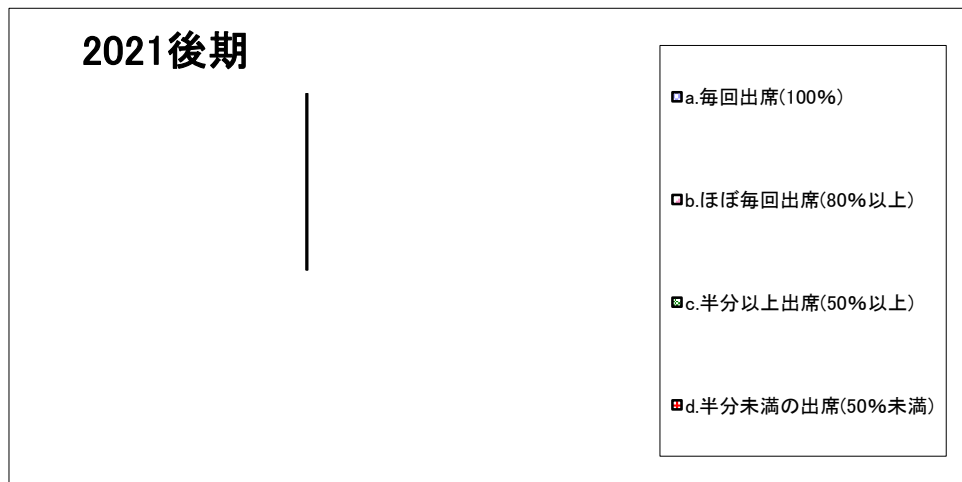 2021後期
a.毎回出席(100%)
b.ほぼ毎回出席(80%以上)
c.半分以上出席(50%以上)
d.半分未満の出席(50%未満)